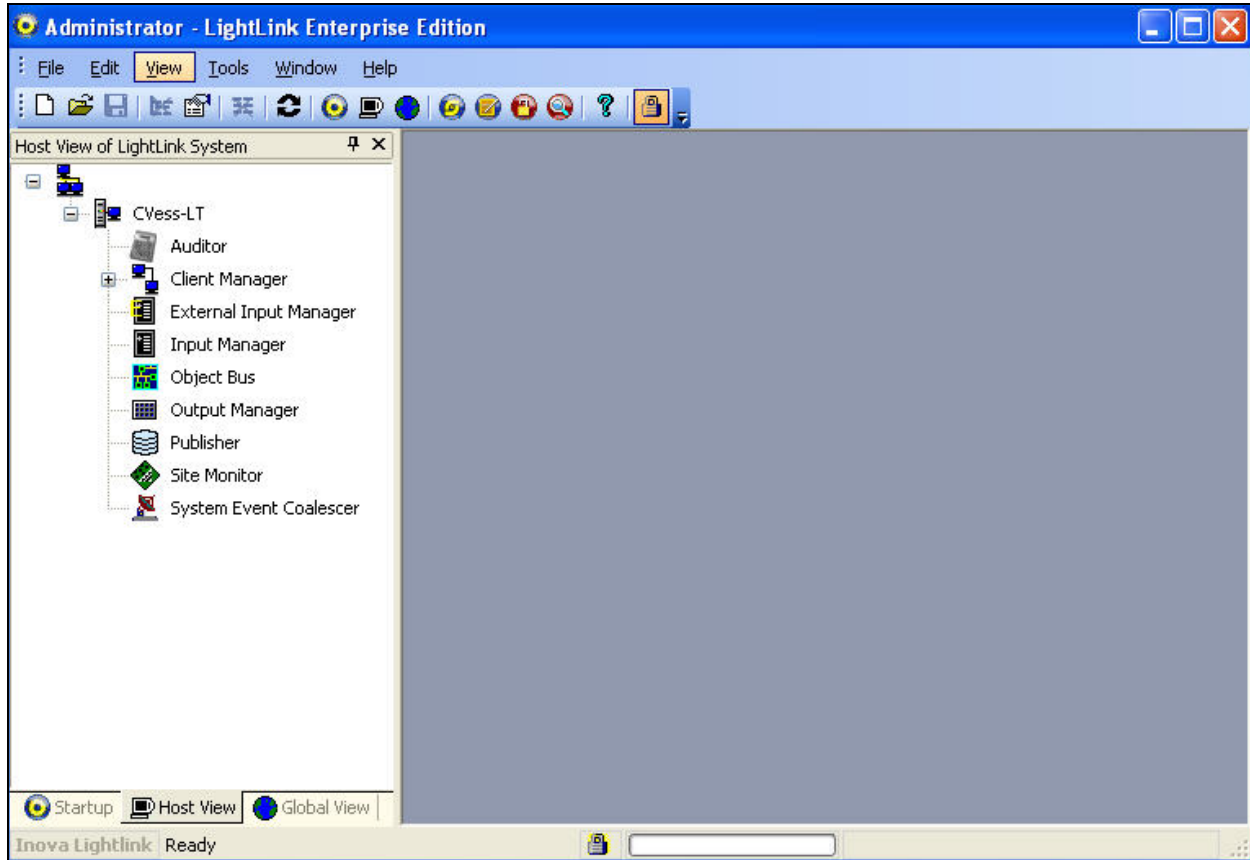 Administrator - LightLink Enterprise Edition
File Edit View Tools Window Help
Host View of LightLink System
CVess-LT
Auditor
Client Manager
External Input Manager
Input Manager
Object Bus
Output Manager
Publisher
Site Monitor
System Event Coalescer
Startup Host View Global View
Inova Lightlink Ready